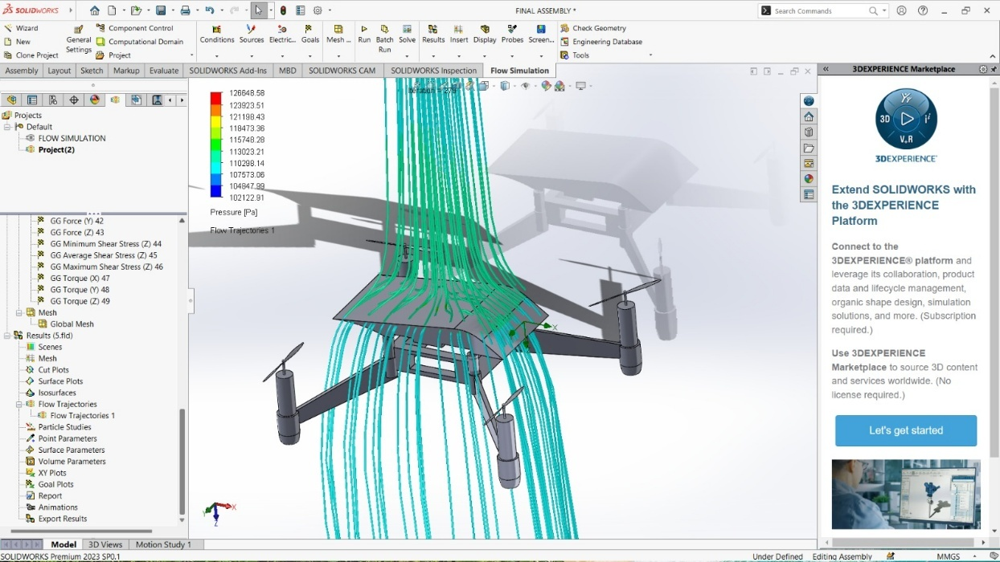 SOLIDWORKS
FINAL ASSEMBLY *
Search Commands
Wizard
New
Clone Project
General Settings
Component Control
Computational Domain
Project
Conditions
Sources
Electric...
Goals
Mesh ...
Run
Batch Run
Solve
Results
Insert
Display
Probes
Screen...
Check Geometry
Engineering Database
Tools
Assembly
Layout
Sketch
Markup
Evaluate
SOLIDWORKS Add-Ins
MBD
SOLIDWORKS CAM
SOLIDWORKS Inspection
Flow Simulation
Projects
Default
FLOW SIMULATION
Project(2)
GG Force (Y) 42
GG Force (Z) 43
GG Minimum Shear Stress (Z) 44
GG Average Shear Stress (Z) 45
GG Maximum Shear Stress (Z) 46
GG Torque (X) 47
GG Torque (Y) 48
GG Torque (Z) 49
Mesh
Global Mesh
Results (5.fld)
Scenes
Mesh
Cut Plots
Surface Plots
Isosurfaces
Flow Trajectories
Flow Trajectories 1
Particle Studies
Point Parameters
Surface Parameters
Volume Parameters
XY Plots
Goal Plots
Report
Animations
Export Results
126648.58
123923.51
121198.43
118473.36
115748.28
113023.21
110298.14
107573.06
104847.99
102122.91
Pressure [Pa]
Flow Trajectories 1
Iteration = 279
X
X
Y
Z
3DEXPERIENCE Marketplace
3D
V.R
3DEXPERIENCE
Extend SOLIDWORKS with
the 3DEXPERIENCE
Platform
Connect to the
3DEXPERIENCE® platform and
leverage its collaboration, product
data and lifecycle management,
organic shape design, simulation
solutions, and more. (Subscription
required.)
Use 3DEXPERIENCE
Marketplace to source 3D content
and services worldwide. (No
license required.)
Let's get started
Model
3D Views
Motion Study 1
SOLIDWORKS Premium 2023 SP0.1
Under Defined
Editing Assembly
MMGS